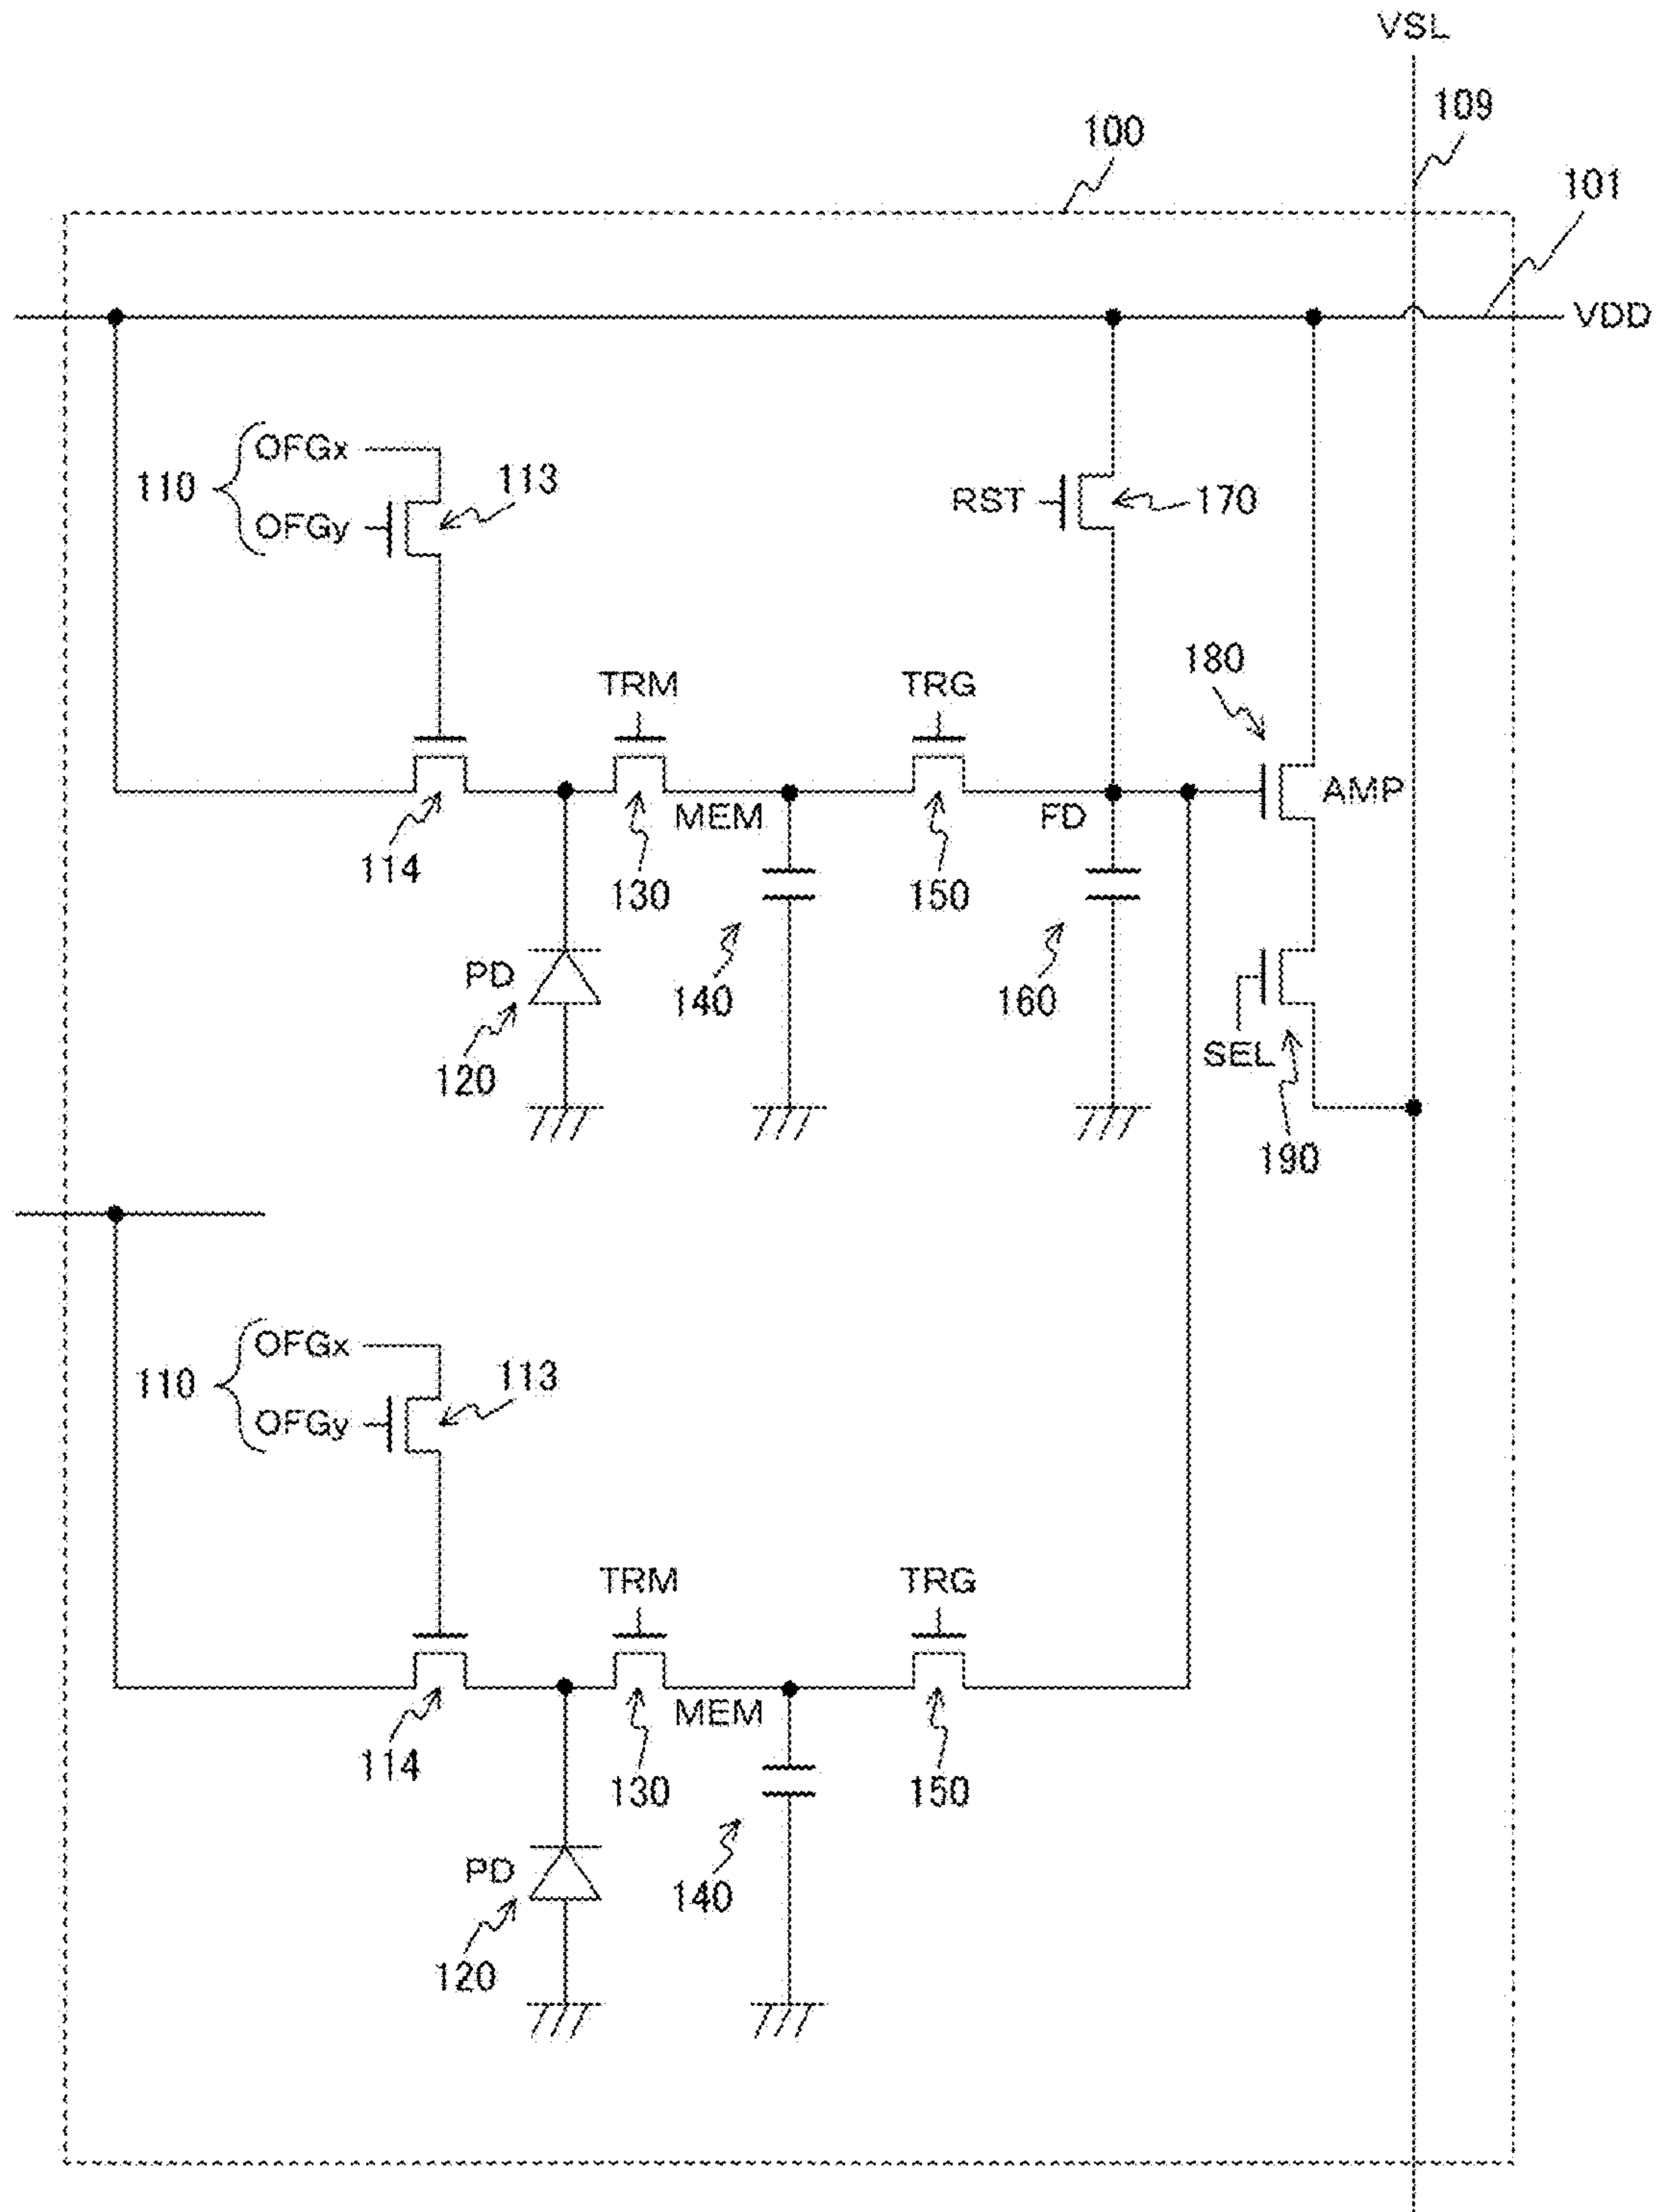 VSL
109
100
101
VDD
OFGx
110
OFGy
113
RST
170
180
TRM
TRG
AMP
MEM
FD
114
130
150
PD
140
160
120
SEL
190
OFGx
110
OFGy
113
TRM
TRG
MEM
114
130
150
PD
140
120